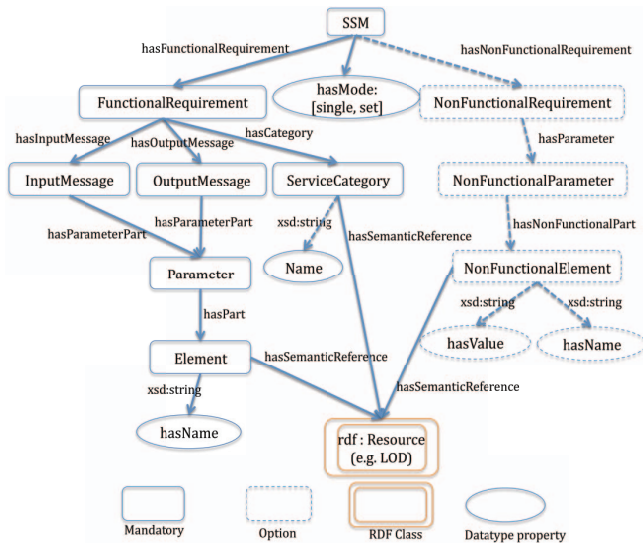 SSM
hasFunctionalRequirement
hasNonFunctionalRequirement
hasMode:
[single, set]
FunctionalRequirement
NonFunctionalRequirement
hasInputMessage
hasOutputMessage
hasCategory
hasParameter
InputMessage
OutputMessage
ServiceCategory
NonFunctionalParameter
hasParameterPart
hasParameterPart
xsd:string
hasSemanticReference
hasNonFunctionalPart
Parameter
Name
NonFunctionalElement
hasPart
xsd:string
xsd:string
Element
hasSemanticReference
hasValue
hasName
hasSemanticReference
xsd:string
hasName
rdf : Resource
(e.g. LOD)
Mandatory
Option
RDF Class
Datatype property